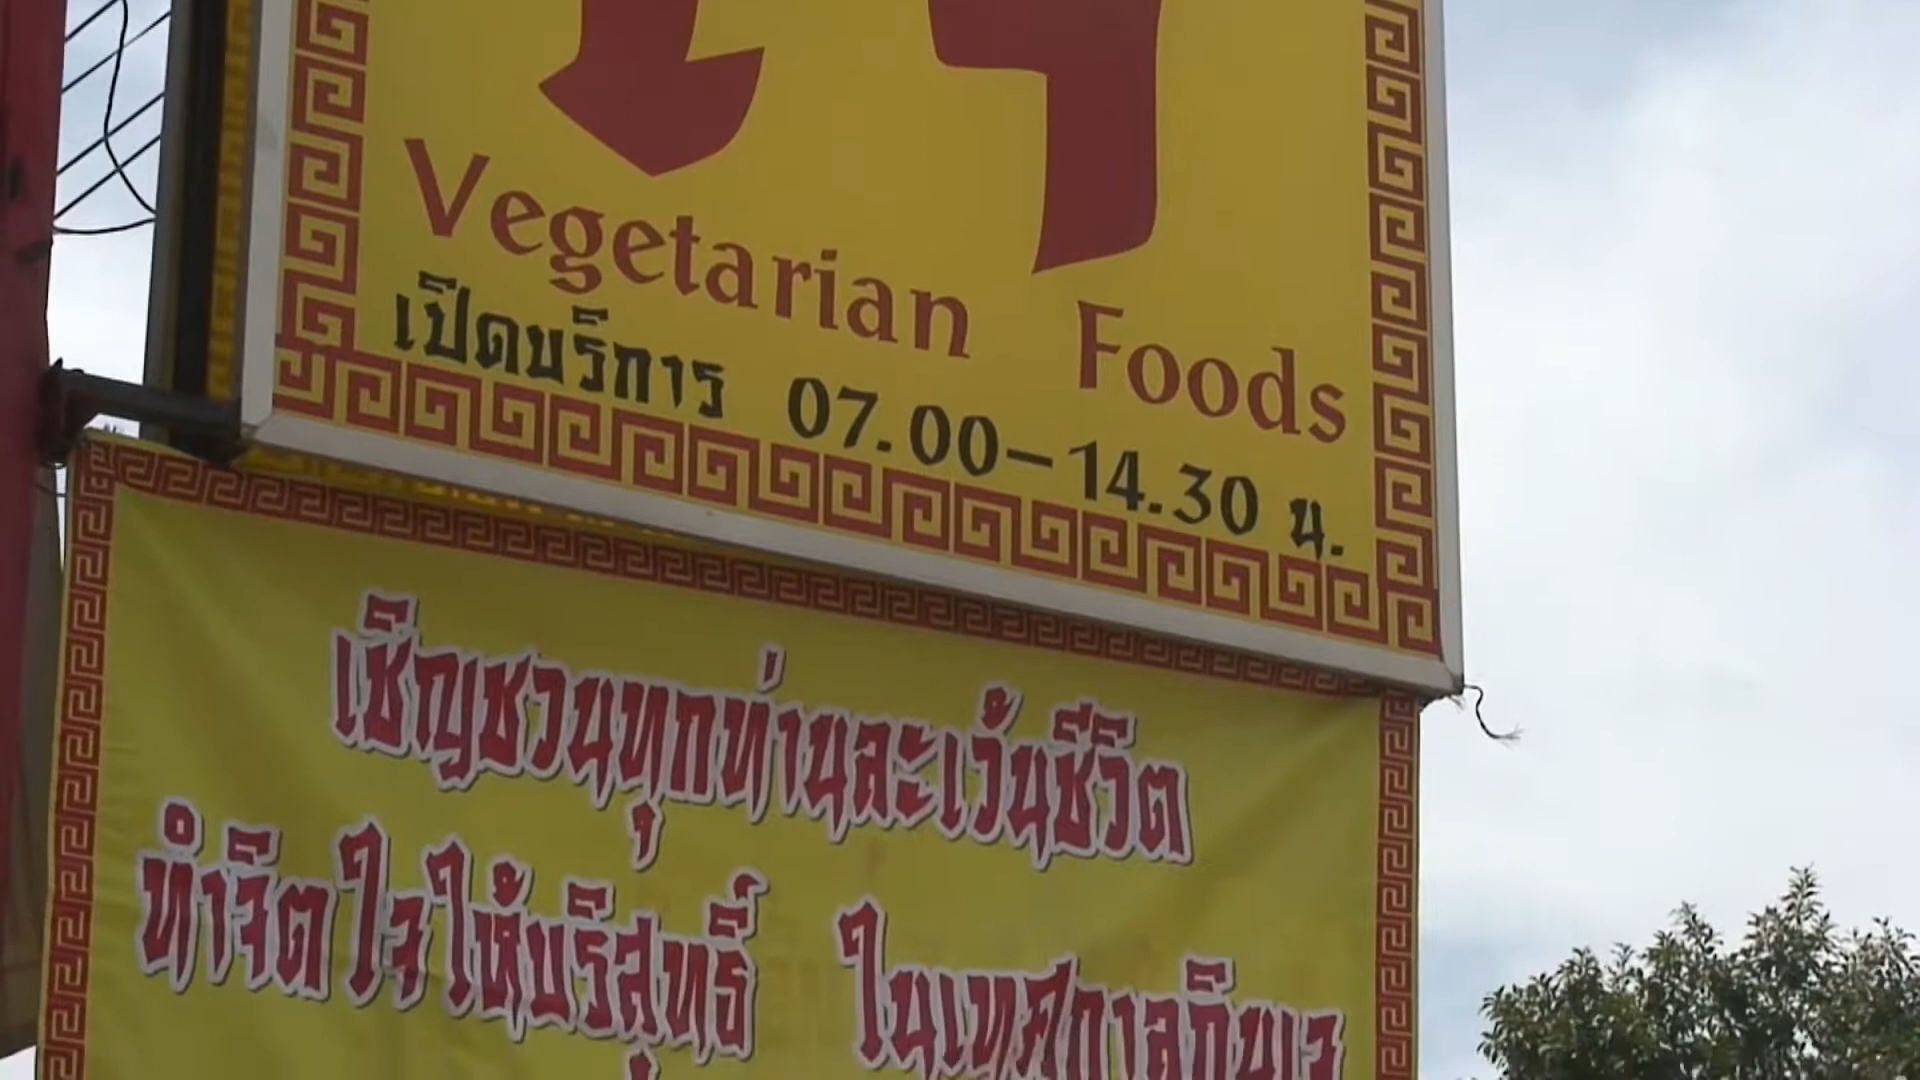 Vegetarian Foods
เปิดบริการ 07.00-14.30 น.
เชิญชวนทุกท่านละเว้นชีวิต
ทำจิตใจให้บริสุทธิ์ ในเทศกาลกินเจ